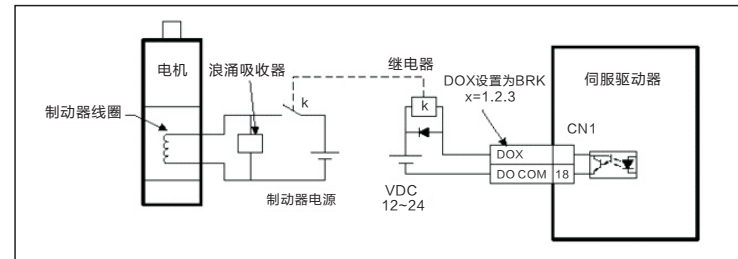 电机
浪涌吸收器
制动器线圈
k
制动器电源
继电器
k
VDC
12~24
DOX设置为BRK
x=1.2.3
伺服驱动器
CN1
DOX
DO COM 18